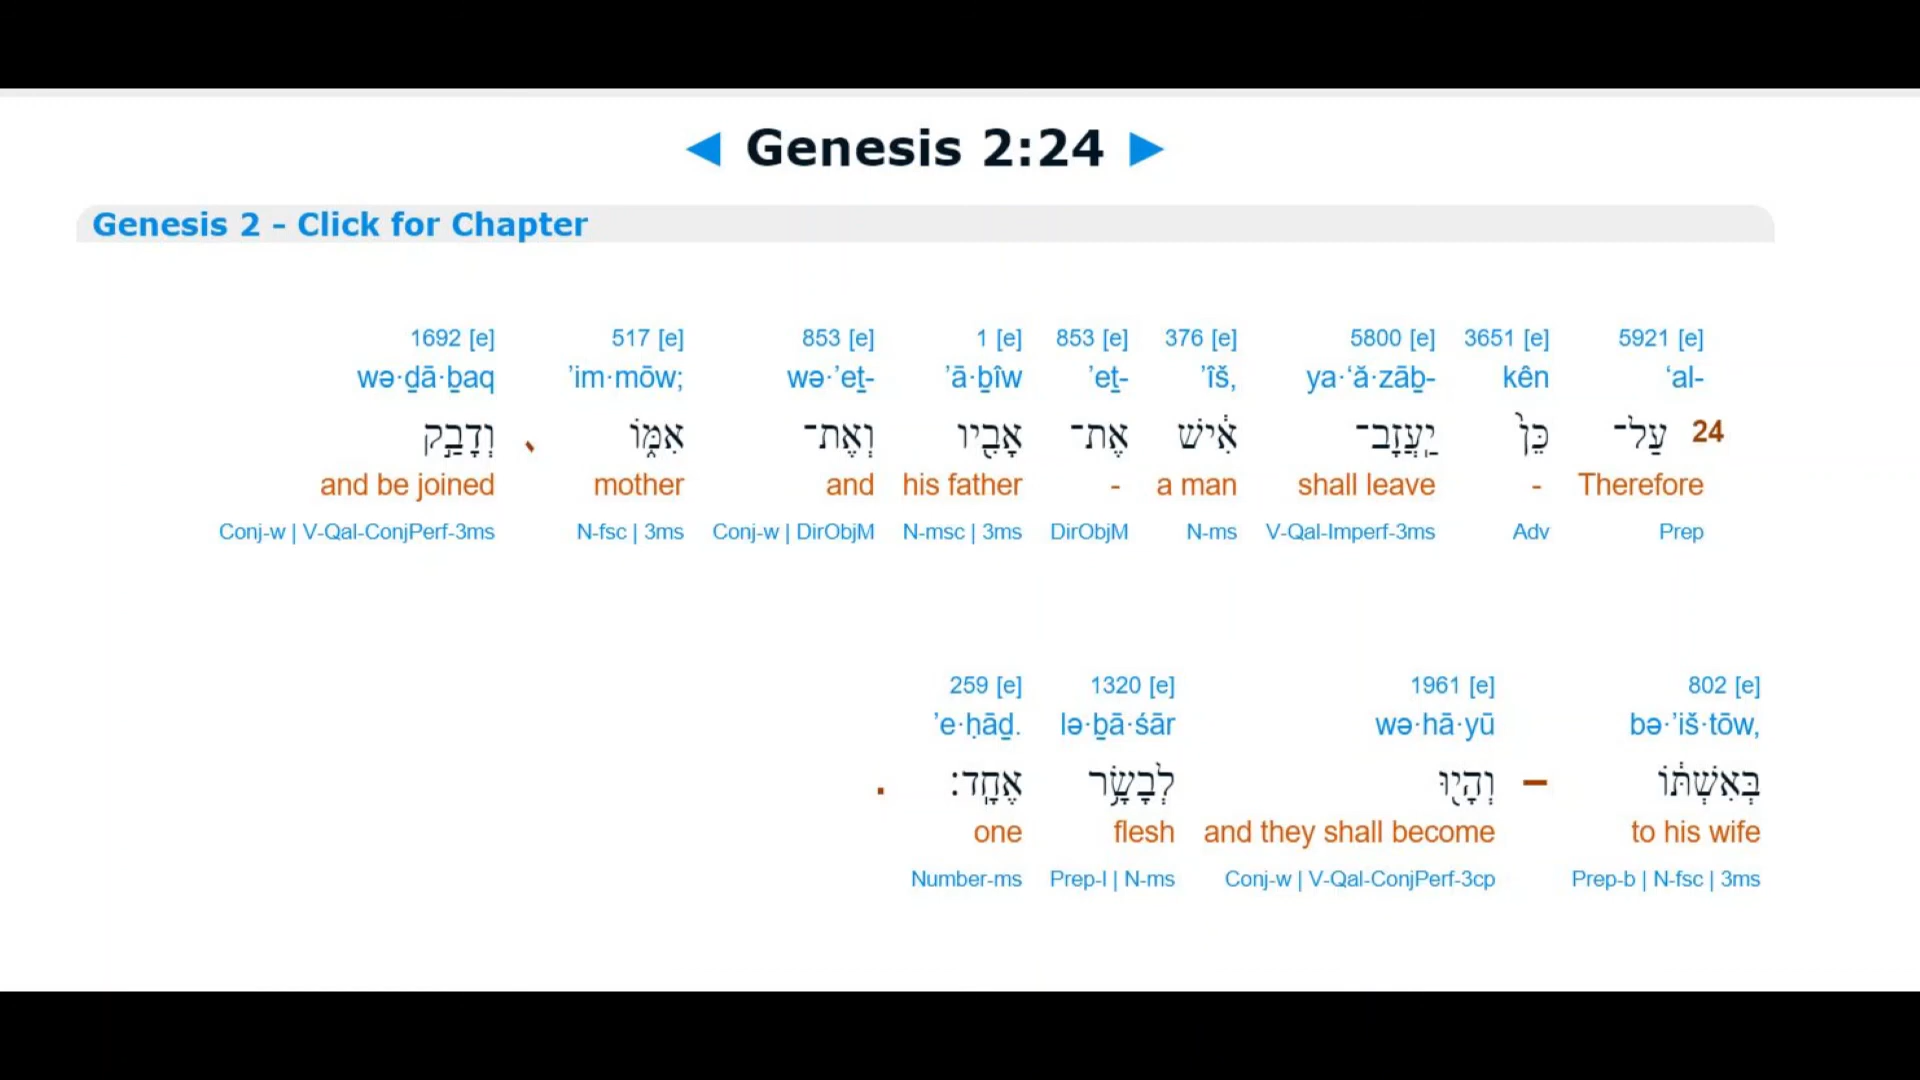 ◄ Genesis 2:24 ►
Genesis 2 - Click for Chapter
1692 [e] 517 [e] 853 [e] 1 [e] 853 [e] 376 [e] 5800 [e] 3651 [e] 5921 [e]
wə·ḏā·ḇaq ’im·mōw; wə·’eṯ- ’ā·ḇîw ’eṯ- ’îš, ya·‘ă·zāḇ- kên ‘al-
24 עַל־ כֵּן֙ יַֽעֲזָב־ אִ֔ישׁ אֶת־ אָבִ֖יו וְאֶת־ אִמּ֑וֹ 、 וְדָבַ֣ק
and be joined mother and his father - a man shall leave - Therefore
Conj-w | V-Qal-ConjPerf-3ms N-fsc | 3ms Conj-w | DirObjM N-msc | 3ms DirObjM N-ms V-Qal-Imperf-3ms Adv Prep
259 [e] 1320 [e] 1961 [e] 802 [e]
’e·ḥāḏ. lə·ḇā·śār wə·hā·yū bə·’iš·tōw,
בְּאִשְׁתּ֔וֹ – וְהָי֖וּ לְבָשָׂ֥ר אֶחָֽד׃ .
one flesh and they shall become to his wife
Number-ms Prep-l | N-ms Conj-w | V-Qal-ConjPerf-3cp Prep-b | N-fsc | 3ms